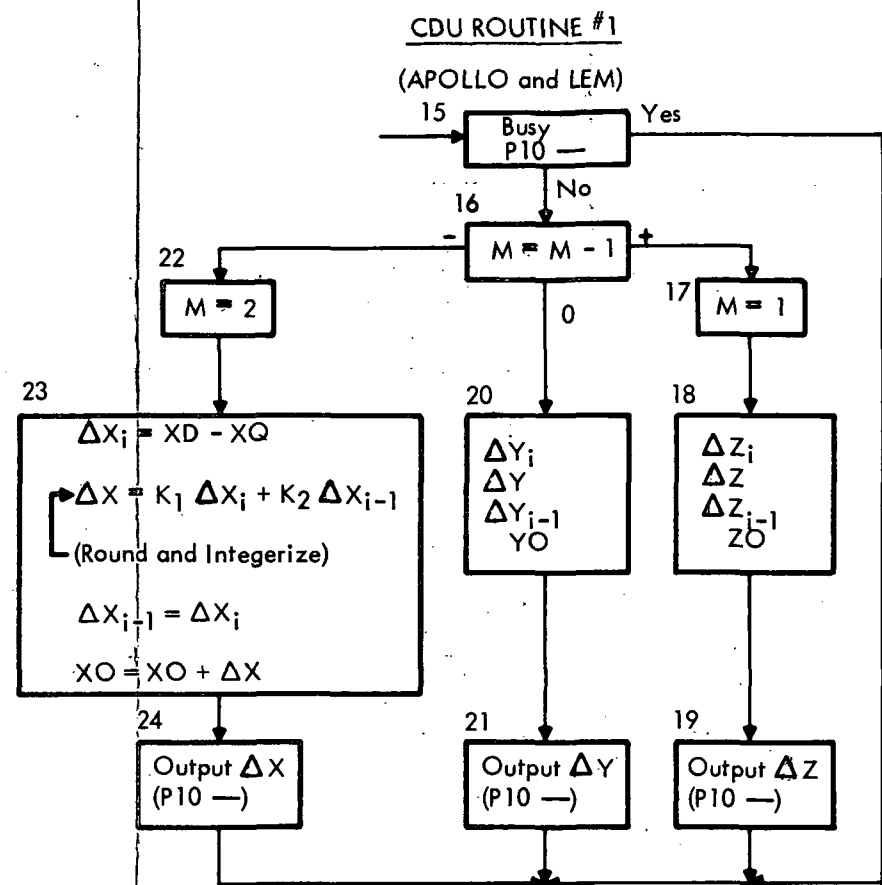 CDU ROUTINE #1
(APOLLO and LEM)
15
Busy
P10 —
Yes
No
16
-
M = M - 1
+
22
M = 2
0
17
M = 1
23
ΔXi = XD - XQ
ΔX = K1 ΔXi + K2 ΔXi-1
(Round and Integerize)
ΔXi-1 = ΔXi
XO = XO + ΔX
20
ΔYi
ΔY
ΔYi-1
YO
18
ΔZi
ΔZ
ΔZi-1
ZO
24
Output ΔX
(P10 —)
21
Output ΔY
(P10 —)
19
Output ΔZ
(P10 —)